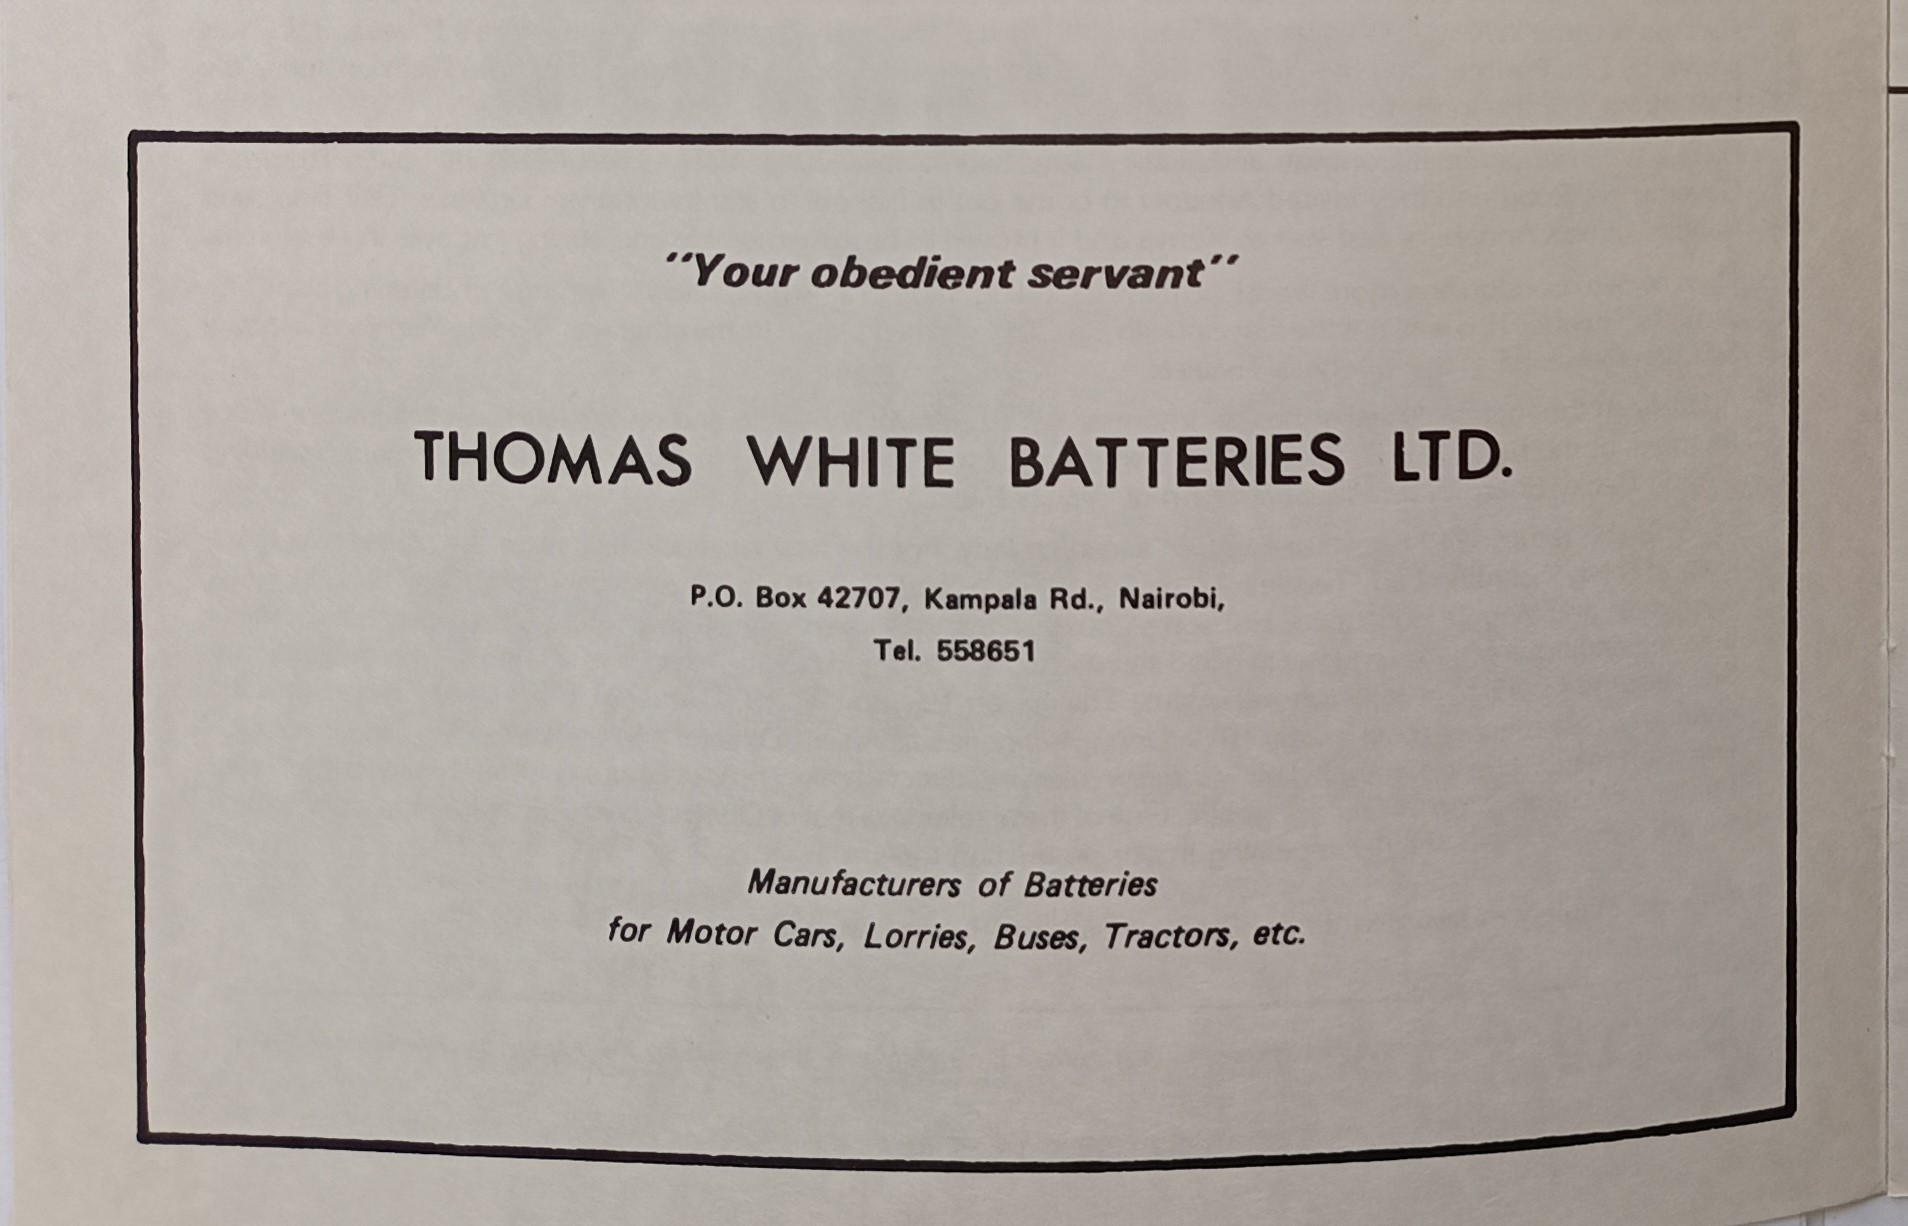 "Your obedient servant"
THOMAS WHITE BATTERIES LTD.
P.O. Box 42707, Kampala Rd., Nairobi,
Tel. 558651
Manufacturers of Batteries
for Motor Cars, Lorries, Buses, Tractors, etc.